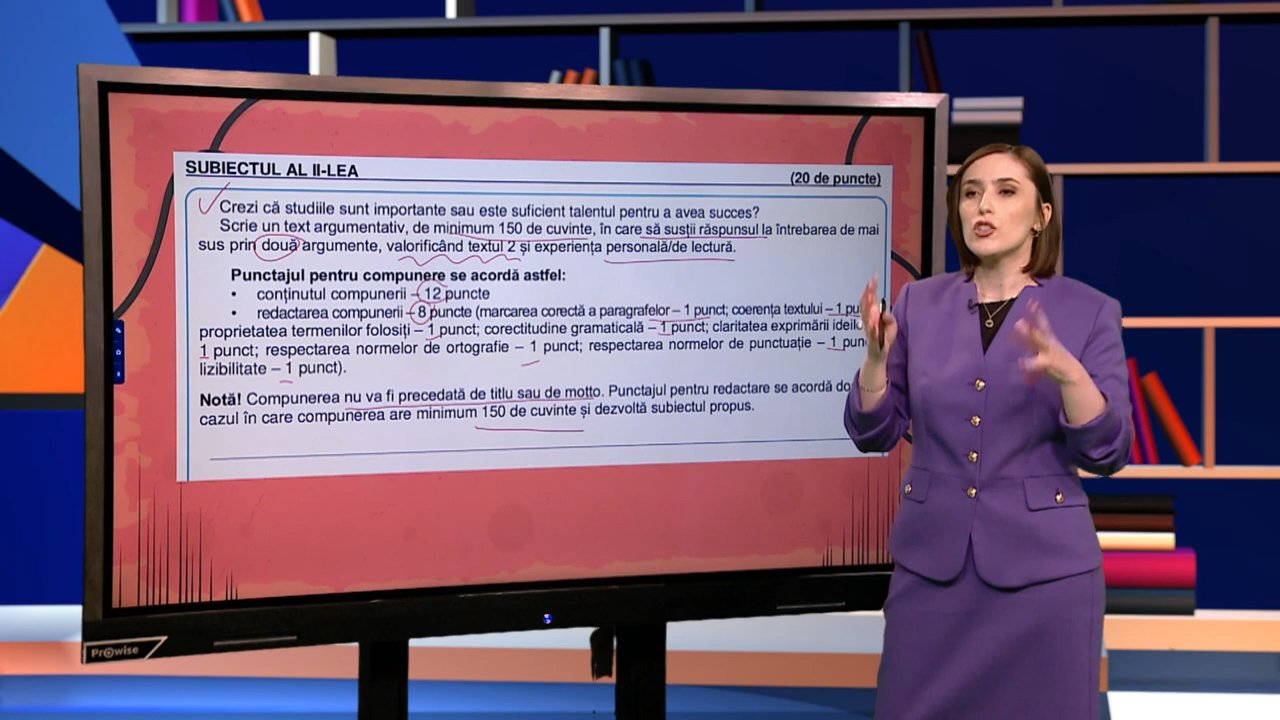 SUBIECTUL AL II-LEA
(20 de puncte)
Crezi că studiile sunt importante sau este suficient talentul pentru a avea succes?
Scrie un text argumentativ, de minimum 150 de cuvinte, în care să susții răspunsul la întrebarea de mai
sus prin două argumente, valorificând textul 2 și experiența personală/de lectură.
Punctajul pentru compunere se acordă astfel:
• conținutul compunerii – 12 puncte
• redactarea compunerii – 8 puncte (marcarea corectă a paragrafelor – 1 punct; coerența textului – 1
proprietatea termenilor folosiți – 1 punct; corectitudine gramaticală – 1 punct; claritatea exprimării
1 punct; respectarea normelor de ortografie – 1 punct; respectarea normelor de punctuație – 1
lizibilitate – 1 punct).
Notă! Compunerea nu va fi precedată de titlu sau de motto. Punctajul pentru redactare se acordă
cazul în care compunerea are minimum 150 de cuvinte și dezvoltă subiectul propus.
Prowise